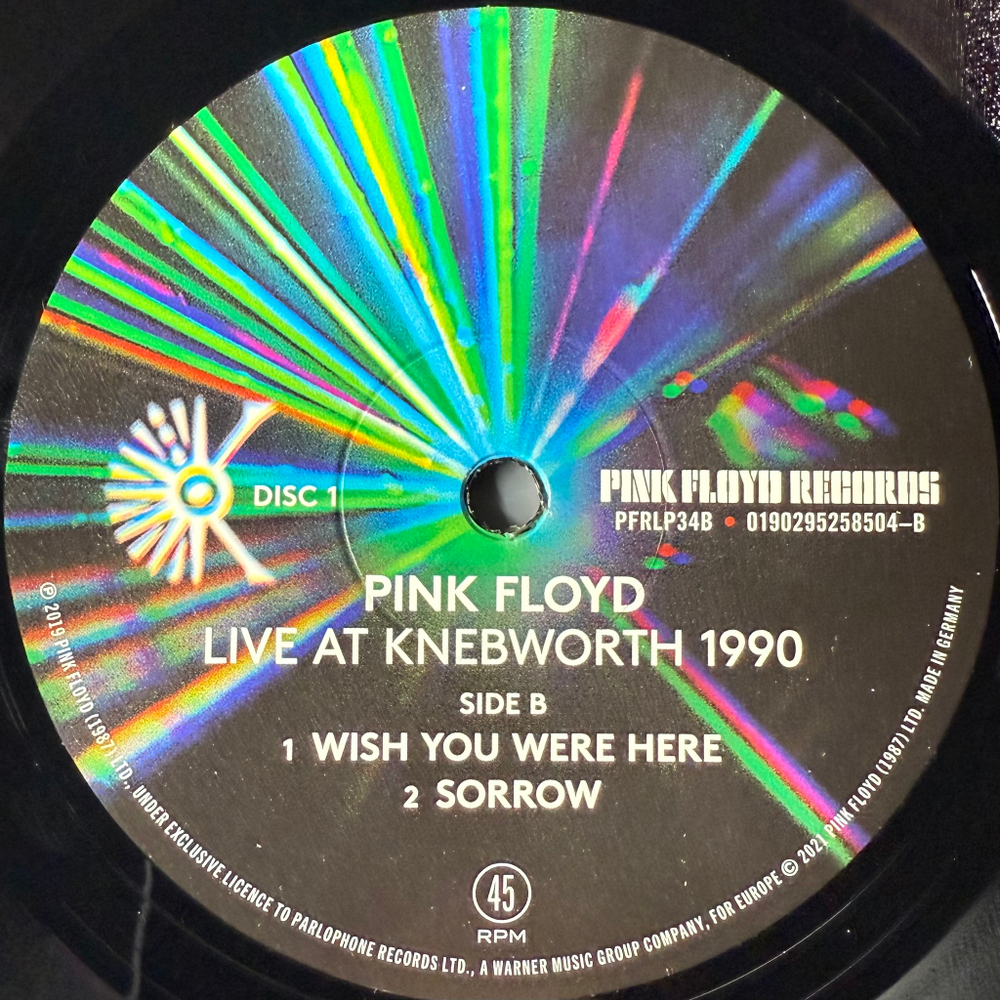 DISC 1
PINK FLOYD RECORDS
PFRLP34B • 0190295258504–B
PINK FLOYD
LIVE AT KNEBWORTH 1990
SIDE B
1 WISH YOU WERE HERE
2 SORROW
45
RPM
℗ 2019 PINK FLOYD (1987) LTD., UNDER EXCLUSIVE LICENCE TO PARLOPHONE RECORDS LTD., A WARNER MUSIC GROUP COMPANY, FOR EUROPE © 2021 PINK FLOYD (1987) LTD. MADE IN GERMANY